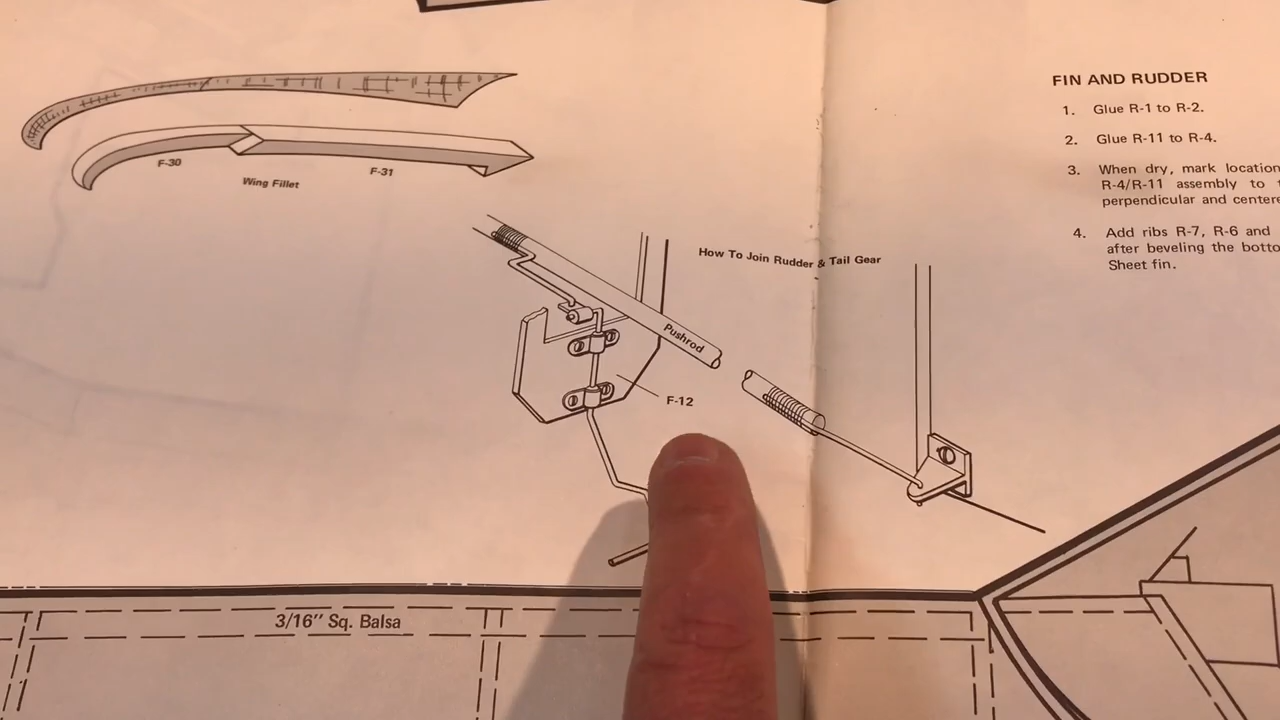 F-30
F-31
Wing Fillet
How To Join Rudder & Tail Gear
Pushrod
F-12
3/16" Sq. Balsa
FIN AND RUDDER
1. Glue R-1 to R-2.
2. Glue R-11 to R-4.
3. When dry, mark location
R-4/R-11 assembly to
perpendicular and centere
4. Add ribs R-7, R-6 and
after beveling the botto
Sheet fin.